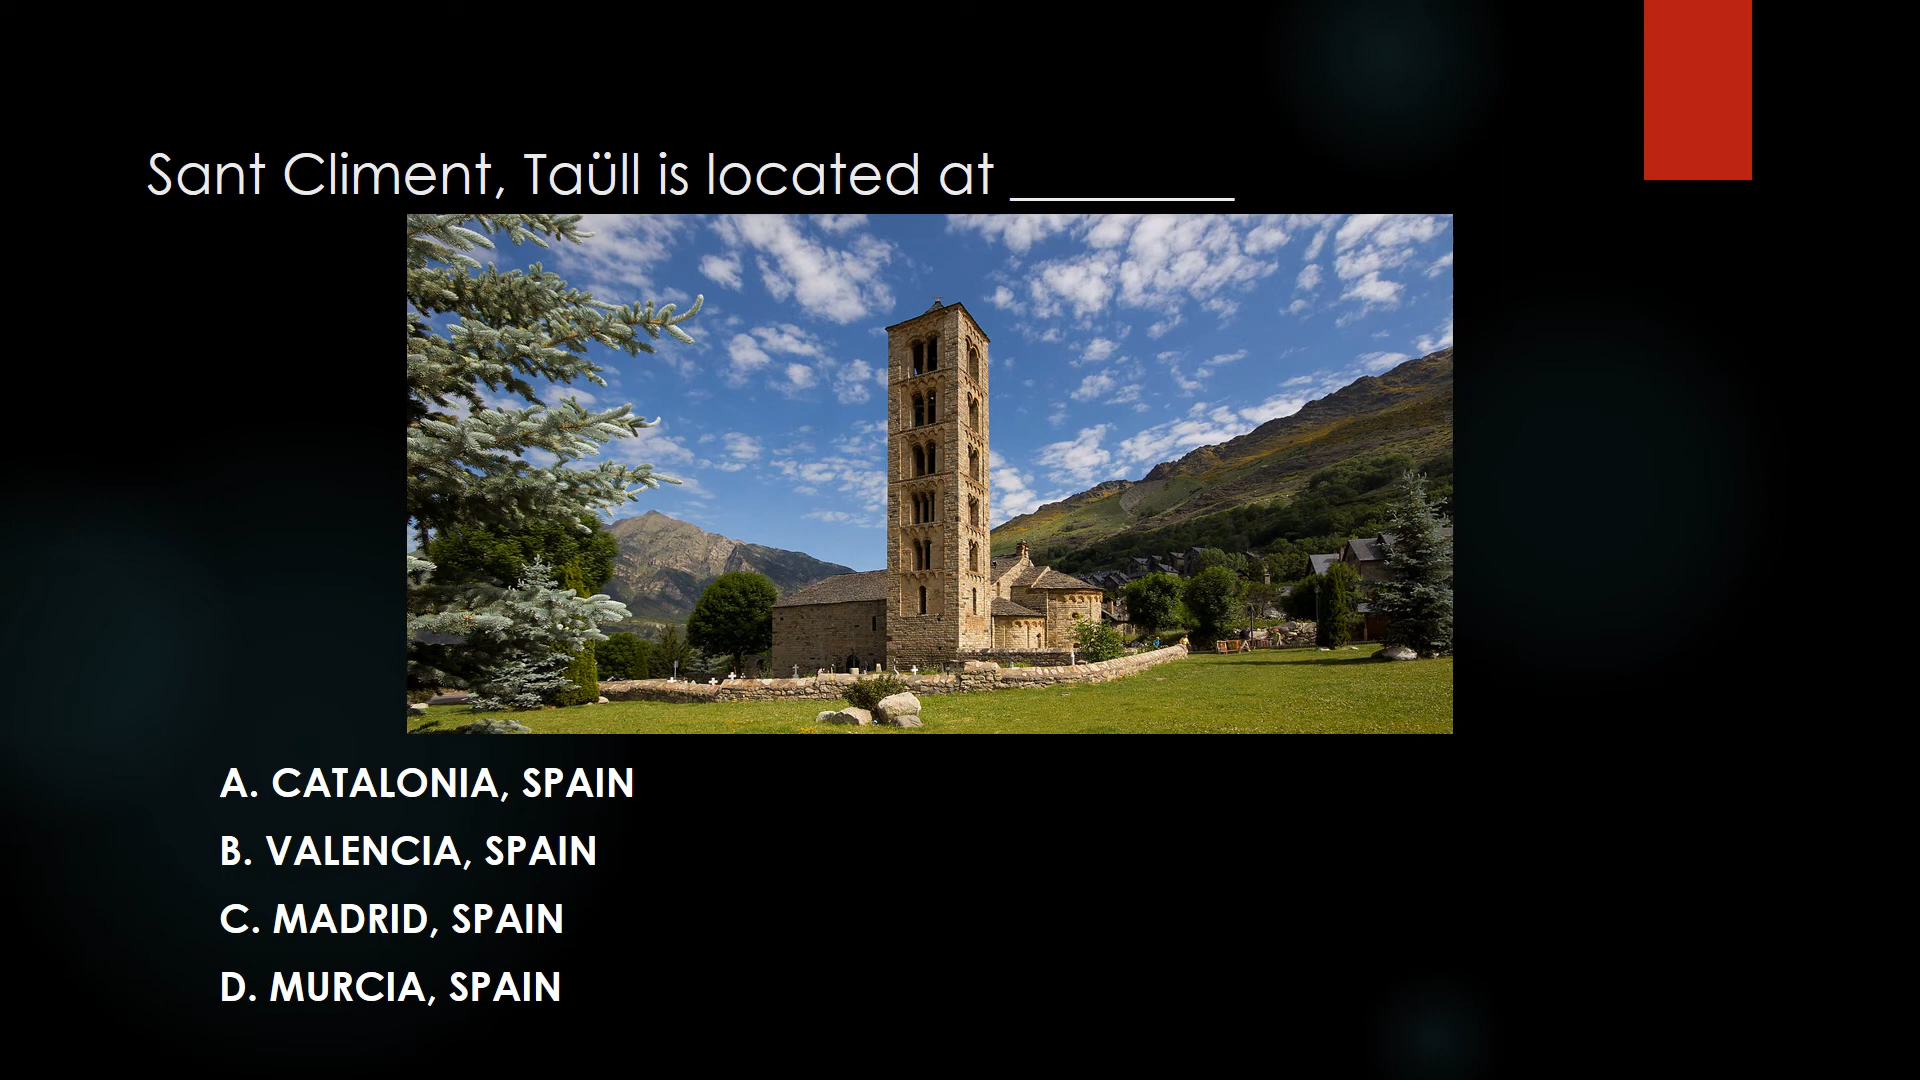 Sant Climent, Taüll is located at ________
A. CATALONIA, SPAIN
B. VALENCIA, SPAIN
C. MADRID, SPAIN
D. MURCIA, SPAIN